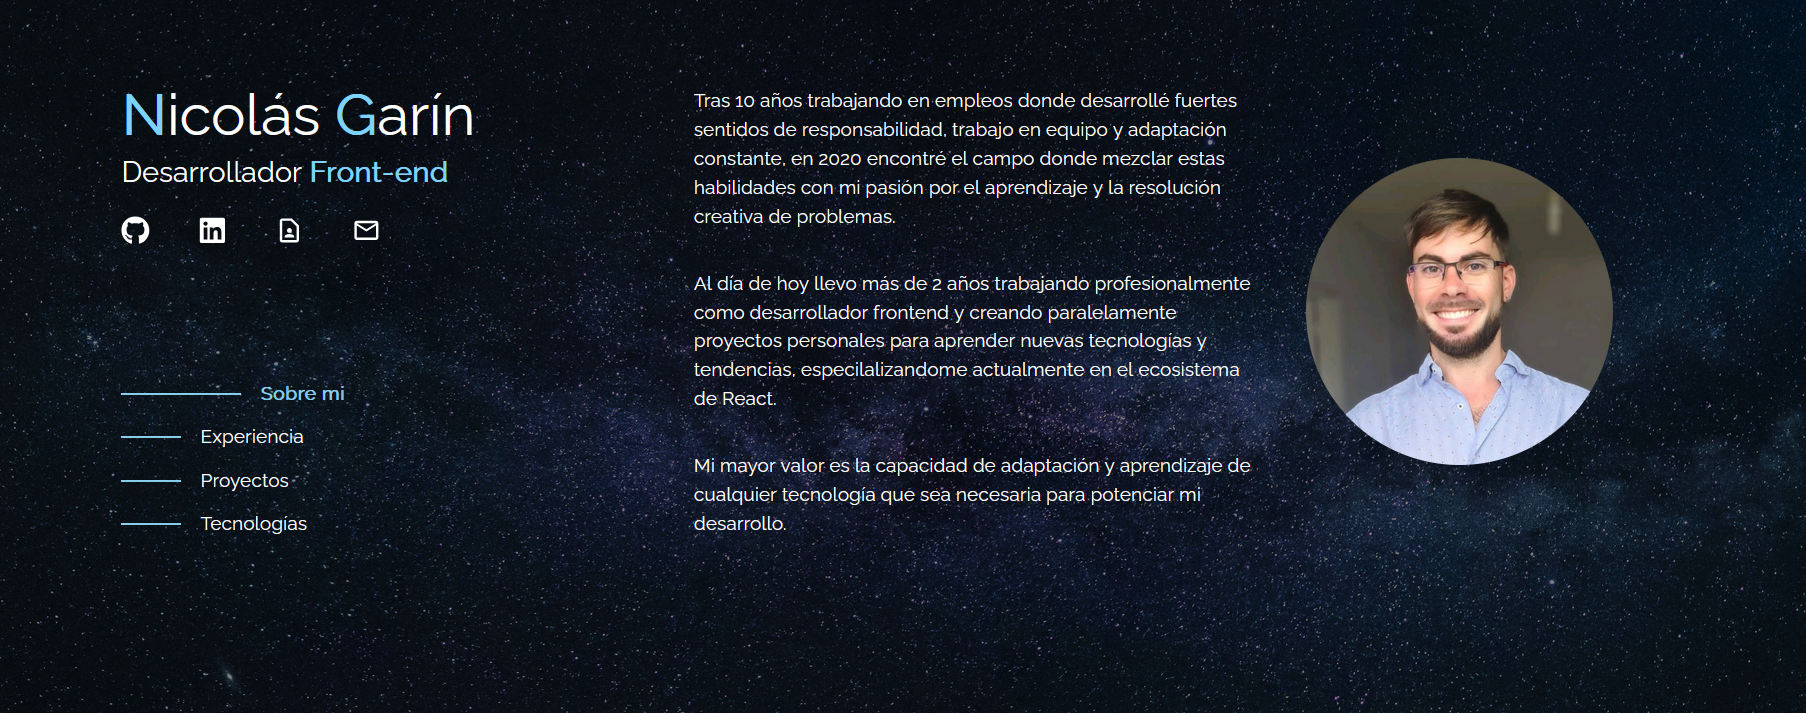 Nicolás Garín
Desarrollador Front-end
Sobre mi
Experiencia
Proyectos
Tecnologías
Tras 10 años trabajando en empleos donde desarrollé fuertes
sentidos de responsabilidad, trabajo en equipo y adaptación
constante, en 2020 encontré el campo donde mezclar estas
habilidades con mi pasión por el aprendizaje y la resolución
creativa de problemas.
Al día de hoy llevo más de 2 años trabajando profesionalmente
como desarrollador frontend y creando paralelamente
proyectos personales para aprender nuevas tecnologías y
tendencias, especilalizandome actualmente en el ecosistema
de React.
Mi mayor valor es la capacidad de adaptación y aprendizaje de
cualquier tecnología que sea necesaria para potenciar mi
desarrollo.